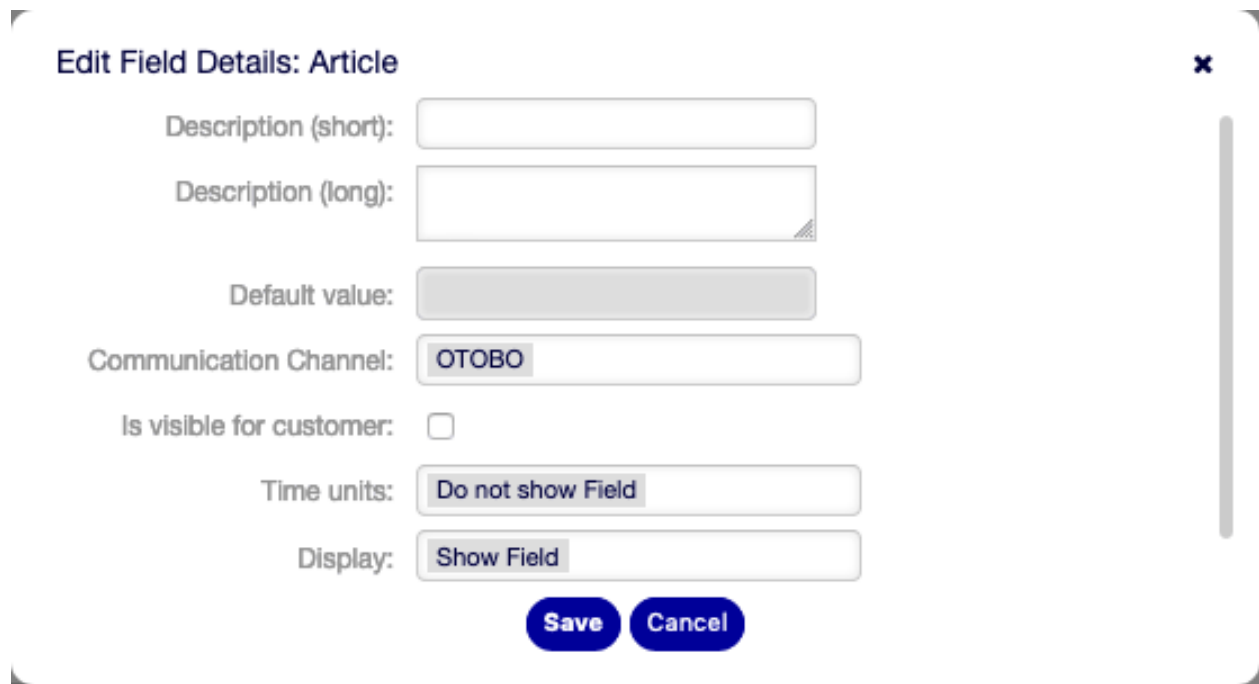 Edit Field Details: Article
Description (short):
Description (long):
Default value:
Communication Channel: OTOBO
Is visible for customer:
Time units: Do not show Field
Display: Show Field
Save Cancel